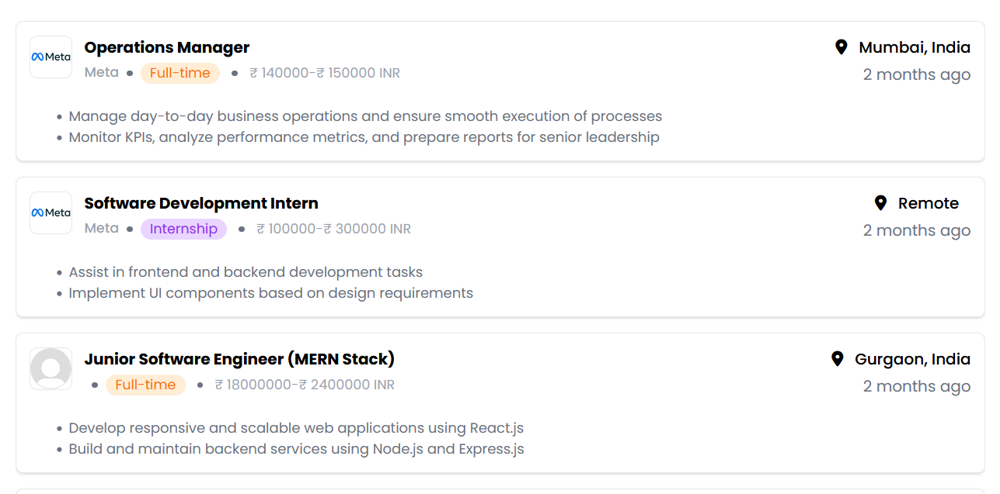 Operations Manager
Mumbai, India
Meta
Meta • Full-time • ₹ 140000-₹ 150000 INR
2 months ago
• Manage day-to-day business operations and ensure smooth execution of processes
• Monitor KPIs, analyze performance metrics, and prepare reports for senior leadership
Software Development Intern
Remote
Meta
Meta • Internship • ₹ 100000-₹ 300000 INR
2 months ago
• Assist in frontend and backend development tasks
• Implement UI components based on design requirements
Junior Software Engineer (MERN Stack)
Gurgaon, India
• Full-time • ₹ 18000000-₹ 2400000 INR
2 months ago
• Develop responsive and scalable web applications using React.js
• Build and maintain backend services using Node.js and Express.js